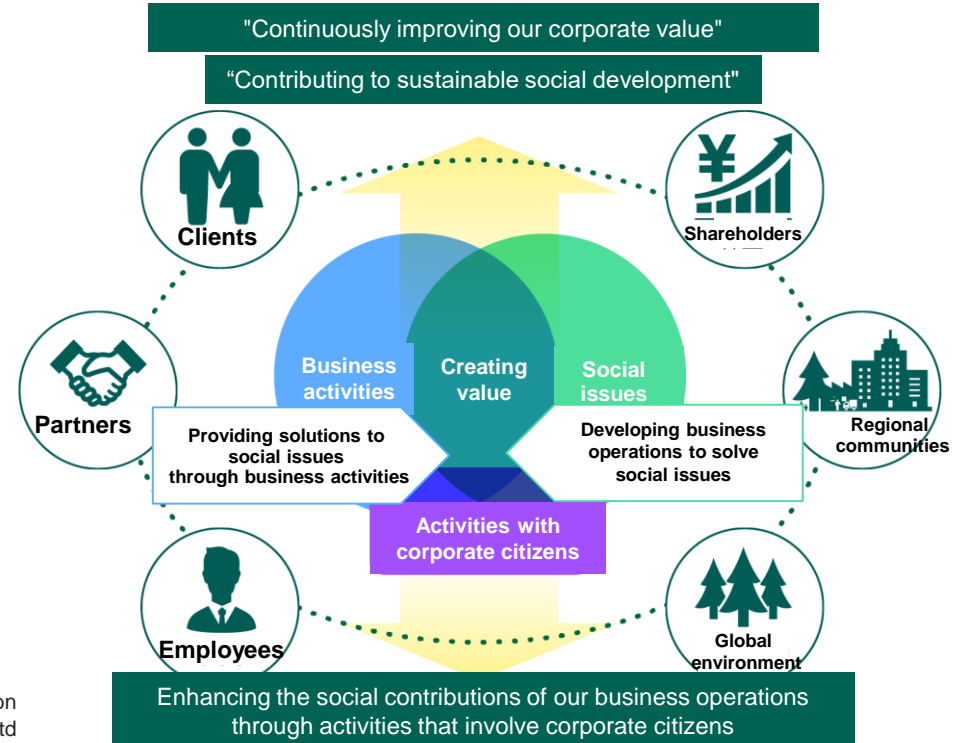 "Continuously improving our corporate value"
“Contributing to sustainable social development"
Clients
¥
Shareholders
Business
activities
Creating
value
Social
issues
Partners
Regional
communities
Providing solutions to
social issues
through business activities
Developing business
operations to solve
social issues
Activities with
corporate citizens
Employees
Global
environment
Enhancing the social contributions of our business operations
through activities that involve corporate citizens
on
td